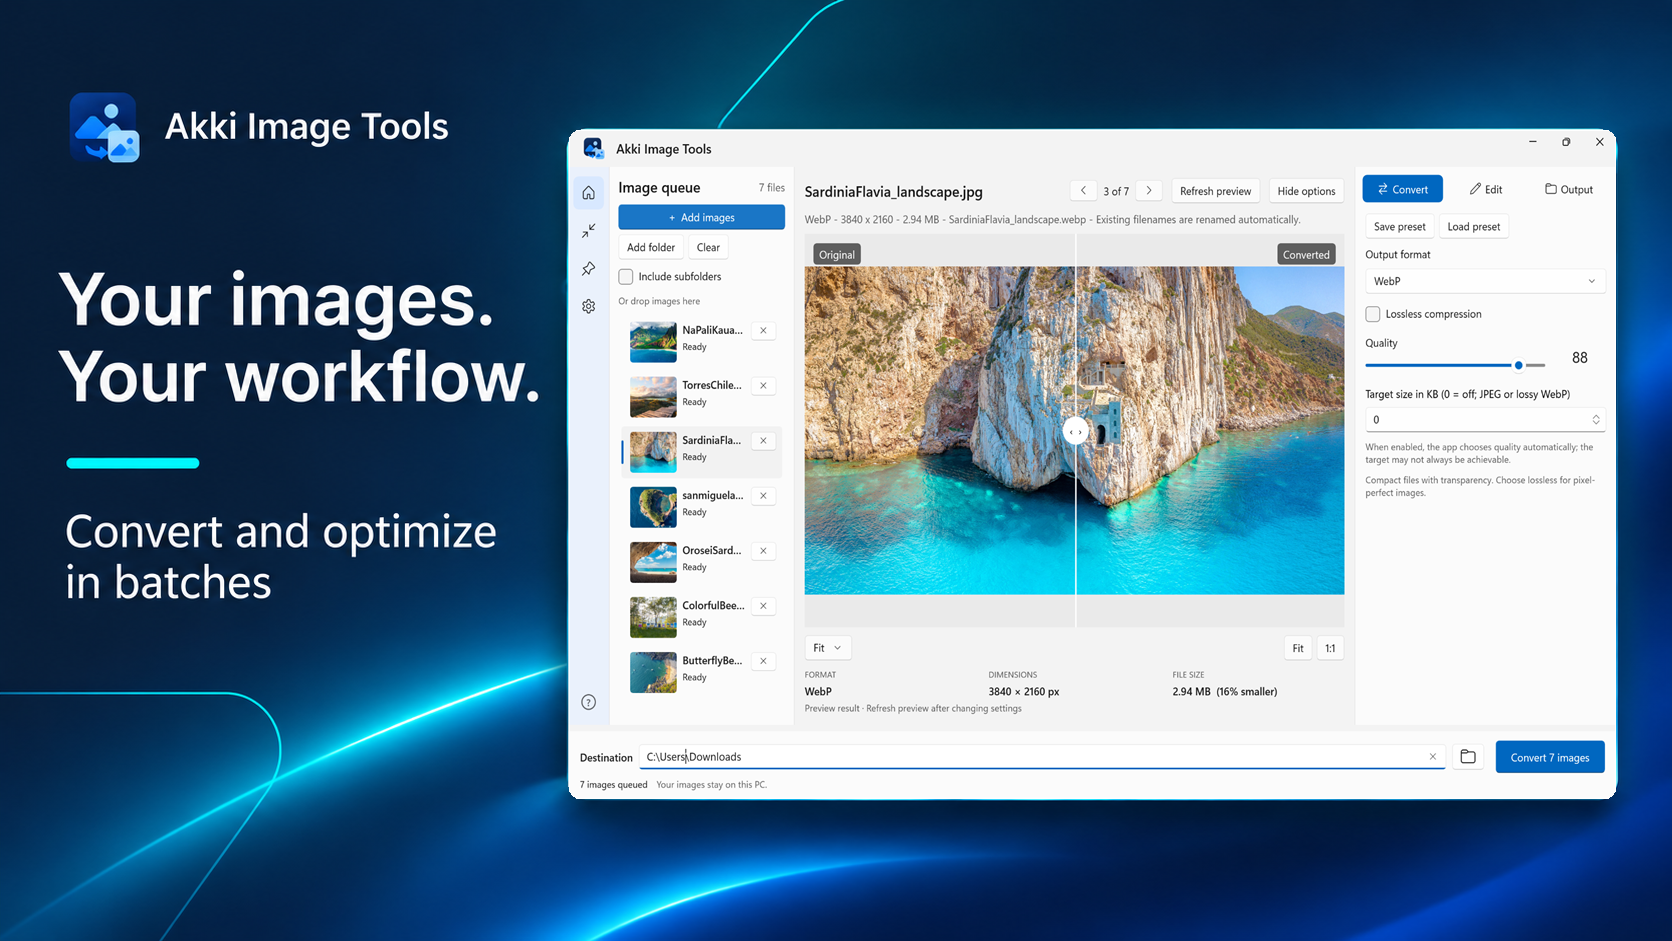 Akki Image Tools
Your images.
Your workflow.
Convert and optimize
in batches
Akki Image Tools
Image queue 7 files
+ Add images
Add folder Clear
Include subfolders
Or drop images here
NaPaliKaua...
Ready
TorresChile...
Ready
SardiniaFla...
Ready
sanmiguela...
Ready
OroseiSard...
Ready
ColorfulBee...
Ready
ButterflyBe...
Ready
SardiniaFlavia_landscape.jpg
3 of 7
Refresh preview
Hide options
WebP - 3840 x 2160 - 2.94 MB - SardiniaFlavia_landscape.webp - Existing filenames are renamed automatically.
Original
Converted
Fit
Fit
1:1
FORMAT
WebP
DIMENSIONS
3840 × 2160 px
FILE SIZE
2.94 MB (16% smaller)
Preview result · Refresh preview after changing settings
Convert
Edit
Output
Save preset
Load preset
Output format
WebP
Lossless compression
Quality
88
Target size in KB (0 = off; JPEG or lossy WebP)
0
When enabled, the app chooses quality automatically; the
target may not always be achievable.
Compact files with transparency. Choose lossless for pixel-
perfect images.
Destination
C:\Users\Downloads
Convert 7 images
7 images queued
Your images stay on this PC.